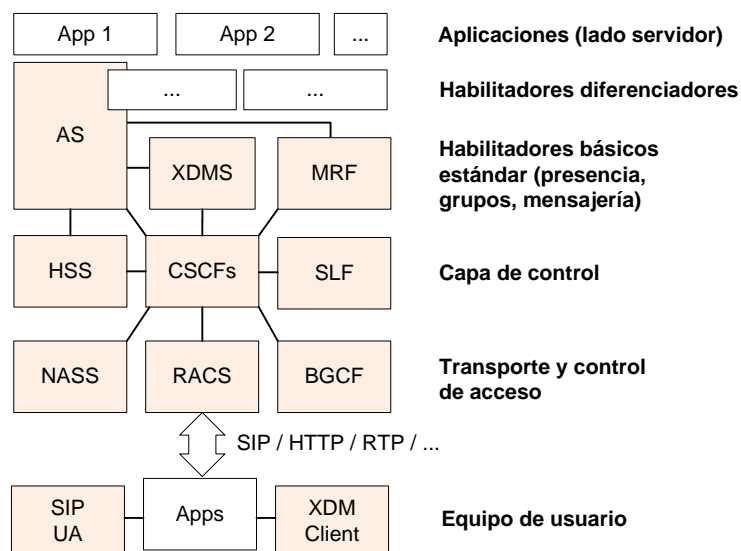 App 1
App 2
...
Aplicaciones (lado servidor)
...
...
Habilitadores diferenciadores
AS
XDMS
MRF
Habilitadores básicos
estándar (presencia,
grupos, mensajería)
HSS
CSCFs
SLF
Capa de control
NASS
RACS
BGCF
Transporte y control
de acceso
SIP / HTTP / RTP / ...
SIP
UA
Apps
XDM
Client
Equipo de usuario